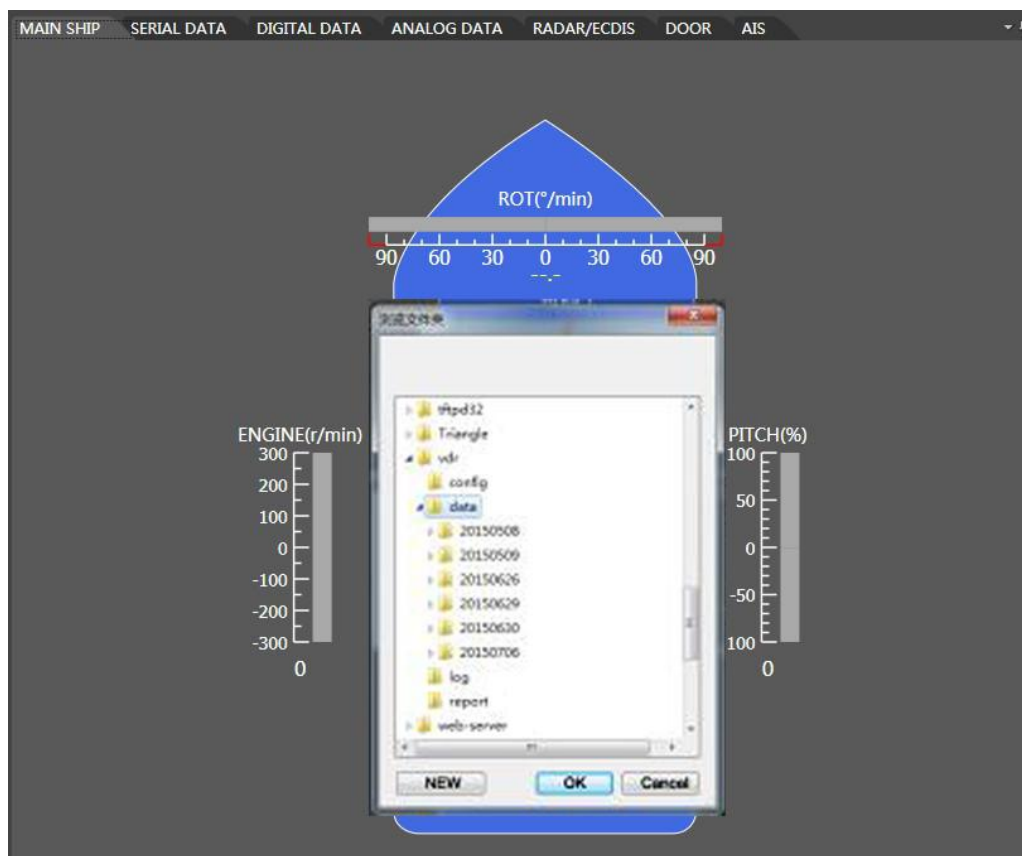 MAIN SHIP SERIAL DATA DIGITAL DATA ANALOG DATA RADAR/ECDIS DOOR AIS
ROT(°/min)
90 60 30 0 30 60 90
--.-
浏览文件夹
tftpd32
Triangle
vdr
config
data
20150508
20150509
20150626
20150629
20150630
20150706
log
report
web-server
NEW OK Cancel
ENGINE(r/min)
300
200
100
0
-100
-200
-300
0
PITCH(%)
100
50
0
-50
100
0